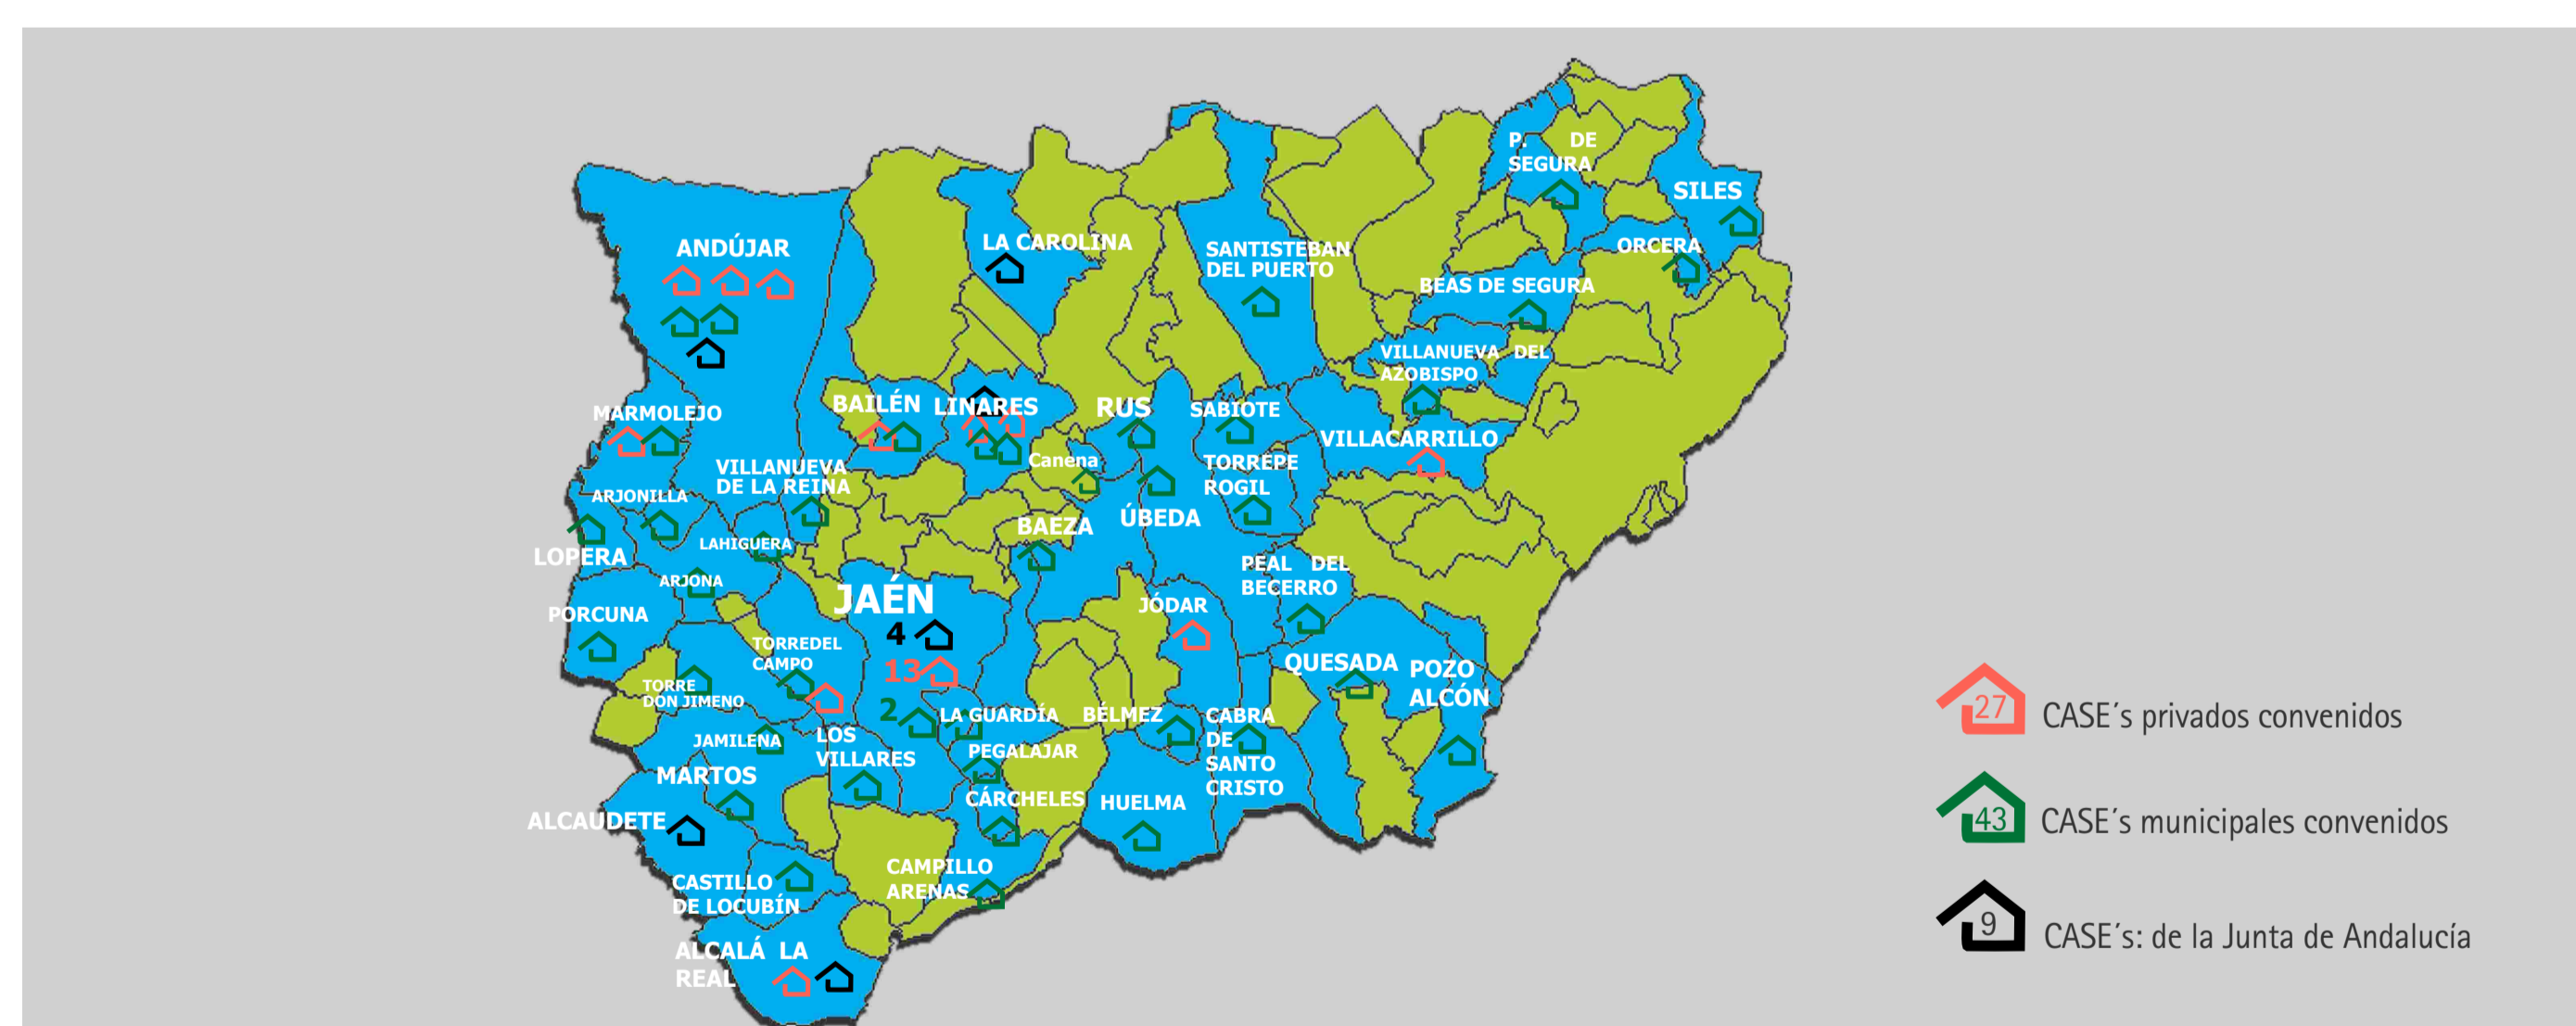 P. DE
SEGURA
SILES
ANDÚJAR
LA CAROLINA
SANTISTEBAN
DEL PUERTO
ORCERA
BEAS DE SEGURA
VILLANUEVA DEL
AZOBISPO
MARMOLEJO
BAILÉN
LINARES
RUS
SABIOTE
VILLACARRILLO
Canena
TORREPE
ROGIL
VILLANUEVA
DE LA REINA
ARJONILLA
BAEZA
ÚBEDA
LAHIGUERA
LOPERA
ARJONA
PEAL DEL
BECERRO
JAÉN
4
13
2
PORCUNA
JÓDAR
TORREDEL
CAMPO
QUESADA
POZO
ALCÓN
TORRE
DON JIMENO
LA GUARDÍA
BÉLMEZ
CABRA
DE
SANTO
CRISTO
JAMILENA
LOS
VILLARES
PEGALAJAR
MARTOS
CÁRCHELES
HUELMA
ALCAUDETE
CAMPILLO
ARENAS
CASTILLO
DE LOCUBÍN
ALCALÁ LA
REAL
27 CASE´s privados convenidos
43 CASE´s municipales convenidos
9 CASE´s: de la Junta de Andalucía